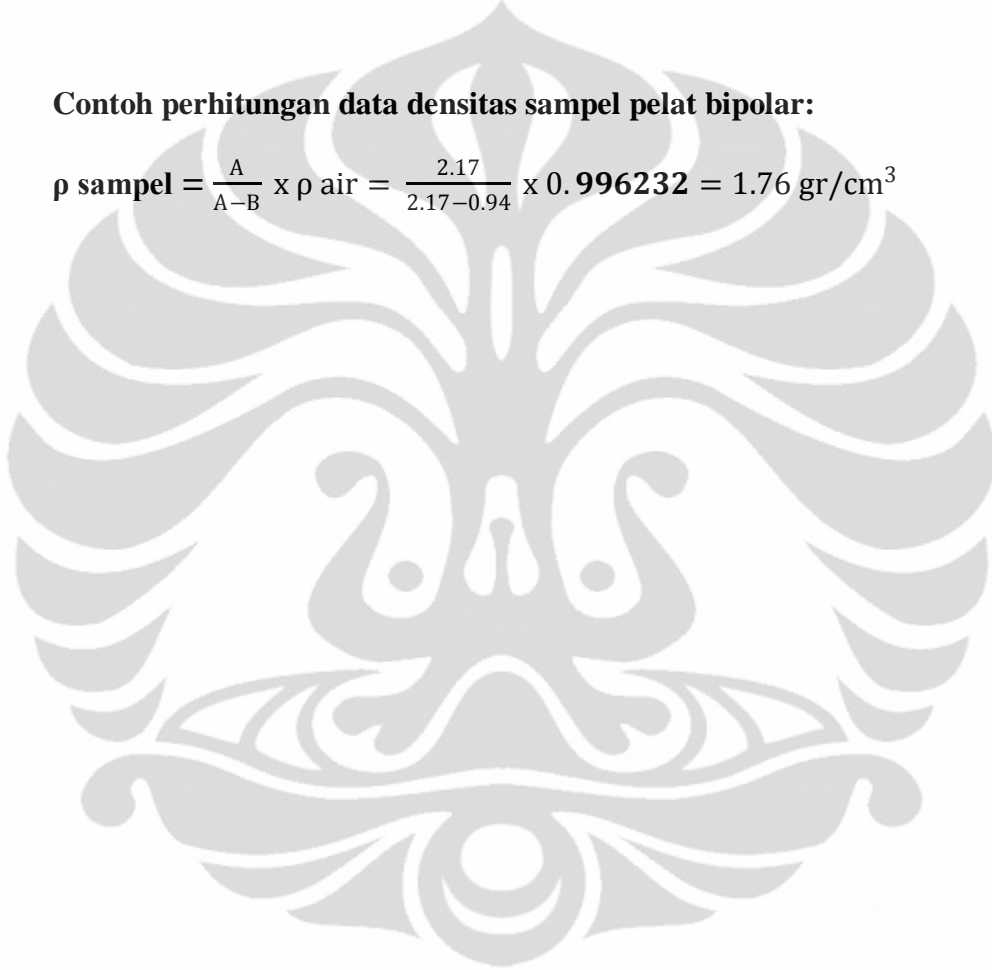 Contoh perhitungan data densitas sampel pelat bipolar:
ρ sampel = A/(A−B) x ρ air = 2.17/(2.17−0.94) x 0.996232 = 1.76 gr/cm³